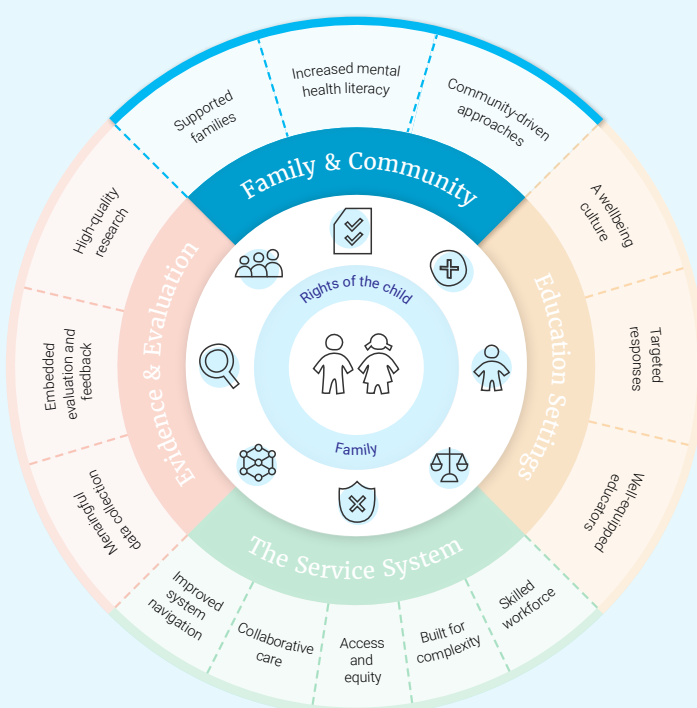 Supported
families
Increased mental
health literacy
Community-driven
approaches
Family & Community
A wellbeing
culture
Targeted
responses
Well-equipped
educators
Education Settings
Skilled
workforce
Built for
complexity
Access
and
equity
Collaborative
care
Improved
system
navigation
The Service System
Menaingful
data collection
Embedded
evaluation and
feedback
High-quality
research
Evidence & Evaluation
Rights of the child
Family